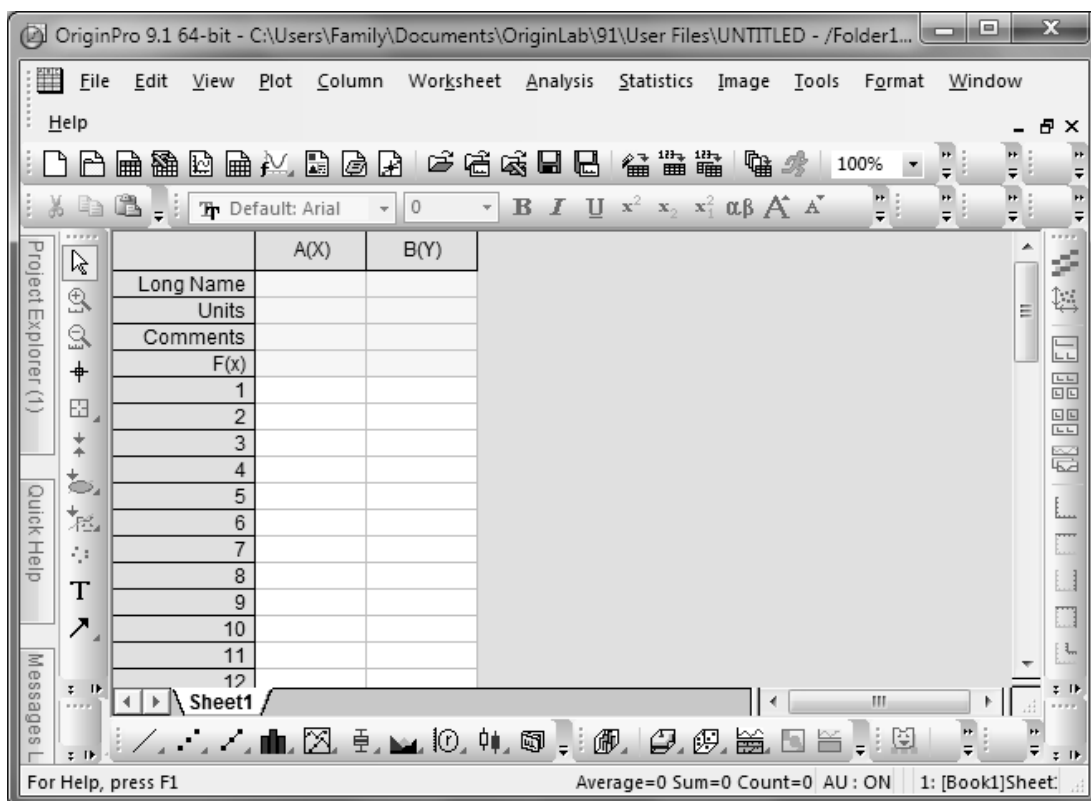 OriginPro 9.1 64-bit - C:\Users\Family\Documents\OriginLab\91\User Files\UNTITLED - /Folder1...
File Edit View Plot Column Worksheet Analysis Statistics Image Tools Format Window
Help
100%
Default: Arial 0 B I U x² x₂ αβ A A
Project Explorer (1)
Quick Help
Messages L
A(X) B(Y)
Long Name
Units
Comments
F(x)
1
2
3
4
5
6
7
8
9
10
11
12
T
Sheet1
For Help, press F1 Average=0 Sum=0 Count=0 AU : ON 1: [Book1]Sheet